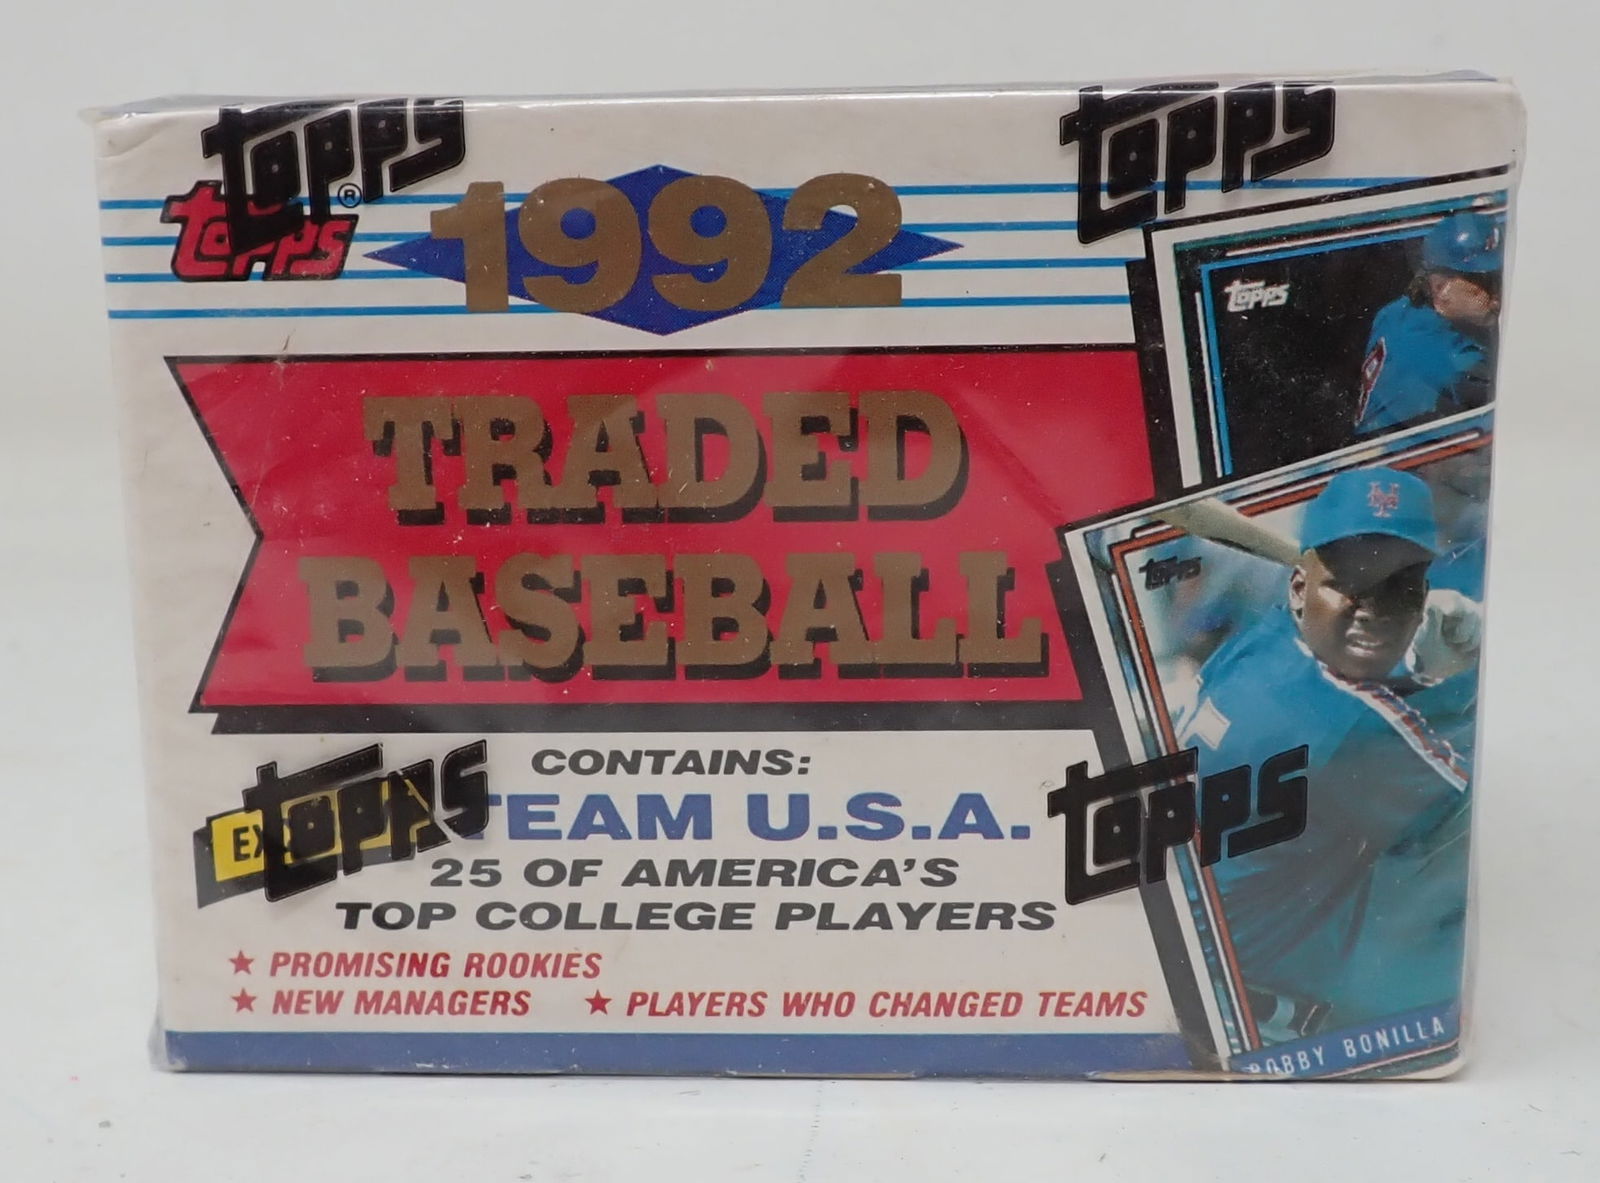 topps topps
topps®
1992
topps
TRADED
BASEBALL
topps
CONTAINS:
topps TEAM U.S.A. topps
25 OF AMERICA'S
TOP COLLEGE PLAYERS
★ PROMISING ROOKIES
★ NEW MANAGERS ★ PLAYERS WHO CHANGED TEAMS
BOBBY BONILLA